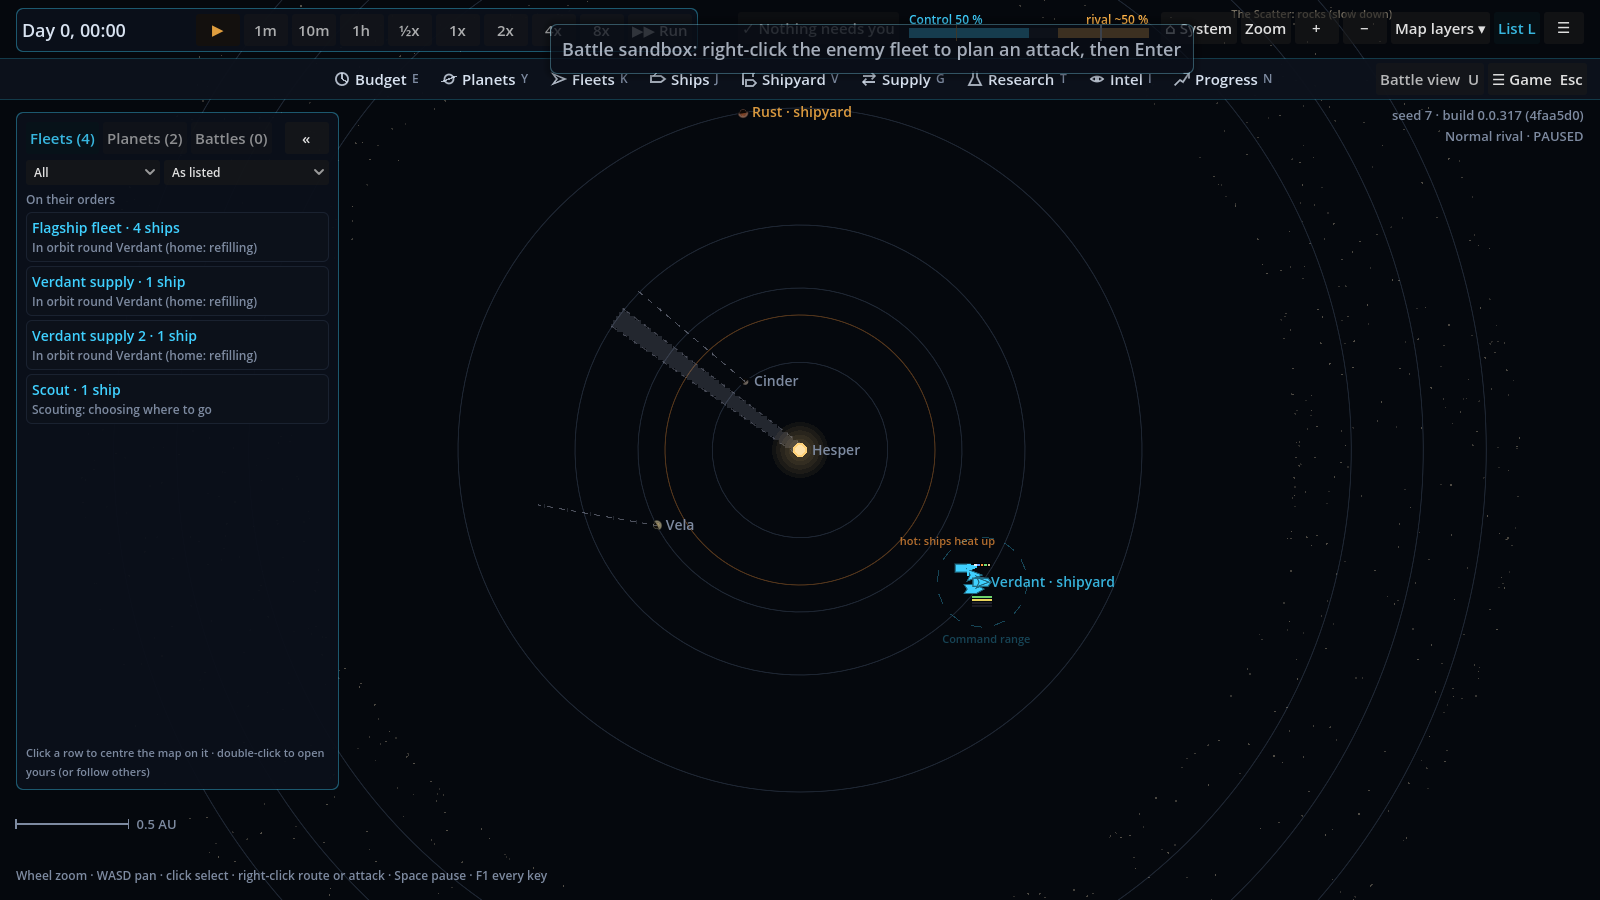 Day 0, 00:00
1m 10m 1h ½x 1x 2x 4x 8x ▶▶ Run
✓ Nothing needs you
Control 50 %
rival ~50 %
The Scatter: rocks (slow down)
⌂ System Zoom + − Map layers ▾ List L ☰
Battle sandbox: right-click the enemy fleet to plan an attack, then Enter
Budget E Planets Y Fleets K Ships J Shipyard V Supply G Research T Intel I Progress N
Battle view U ☰ Game Esc
seed 7 · build 0.0.317 (4faa5d0)
Normal rival · PAUSED
Fleets (4) Planets (2) Battles (0) «
All As listed
On their orders
Flagship fleet · 4 ships
In orbit round Verdant (home: refilling)
Verdant supply · 1 ship
In orbit round Verdant (home: refilling)
Verdant supply 2 · 1 ship
In orbit round Verdant (home: refilling)
Scout · 1 ship
Scouting: choosing where to go
Click a row to centre the map on it · double-click to open
yours (or follow others)
Rust · shipyard
Cinder
Hesper
Vela
hot: ships heat up
Verdant · shipyard
Command range
0.5 AU
Wheel zoom · WASD pan · click select · right-click route or attack · Space pause · F1 every key